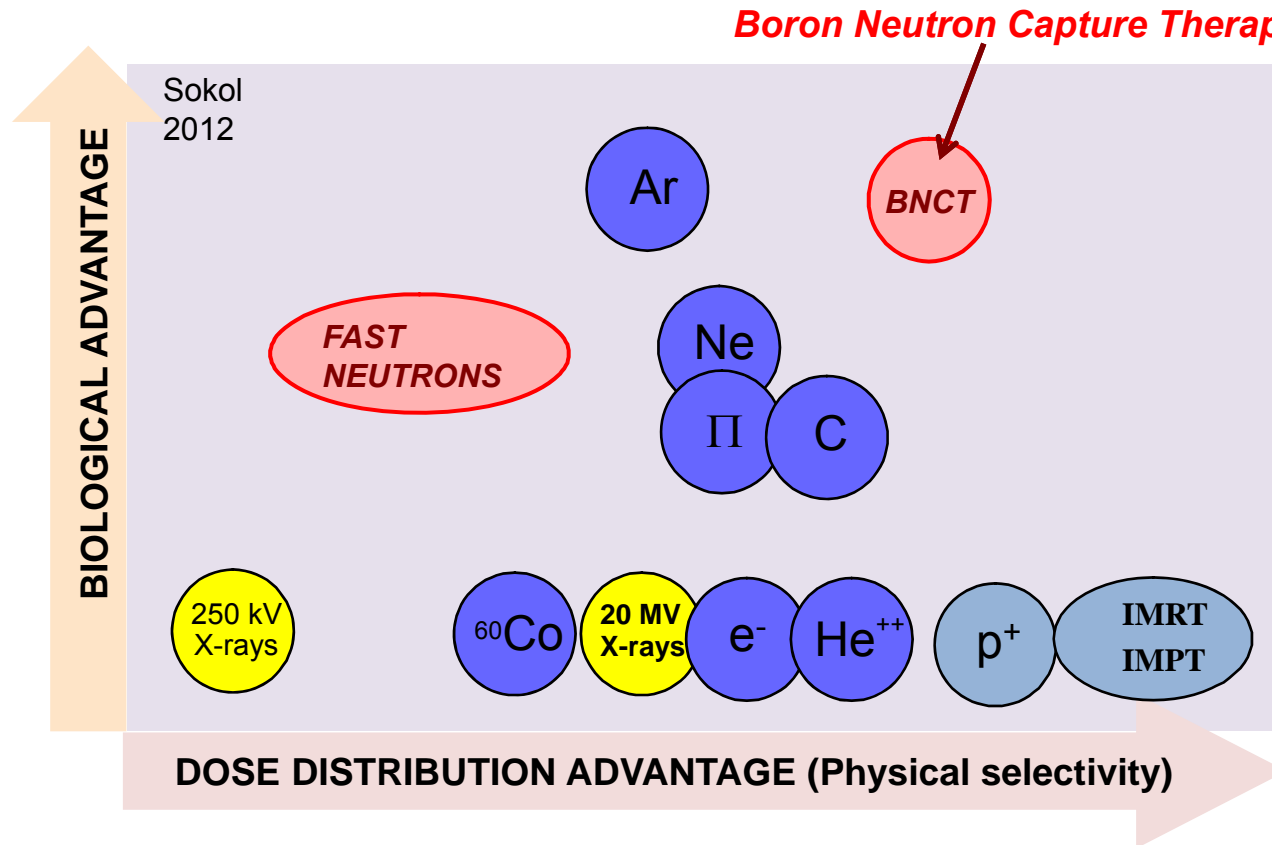 Boron Neutron Capture Therap
Sokol
2012
BIOLOGICAL ADVANTAGE
Ar
BNCT
FAST
NEUTRONS
Ne
Π
C
250 kV
X-rays
⁶⁰Co
20 MV
X-rays
e⁻
He⁺⁺
p⁺
IMRT
IMPT
DOSE DISTRIBUTION ADVANTAGE (Physical selectivity)